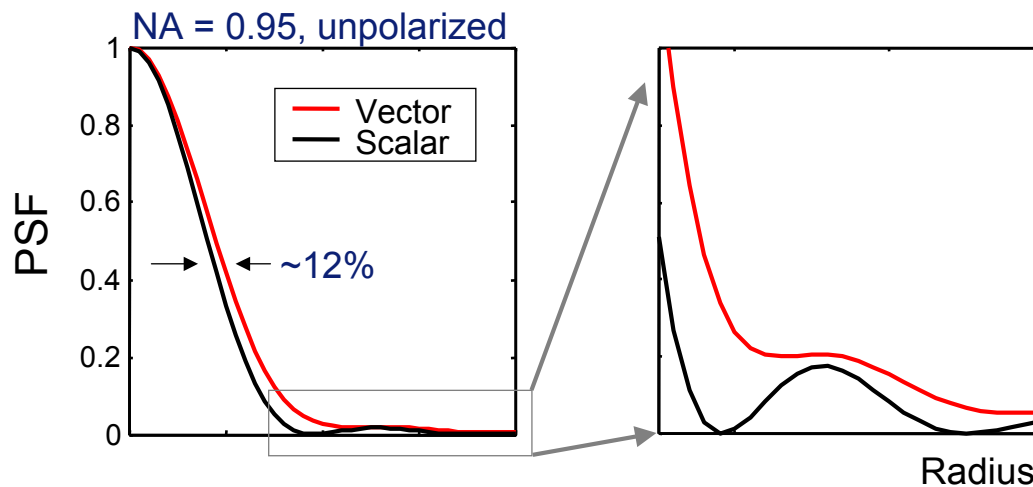 NA = 0.95, unpolarized
1
0.8
0.6
0.4
0.2
0
PSF
Vector
Scalar
~12%
Radius